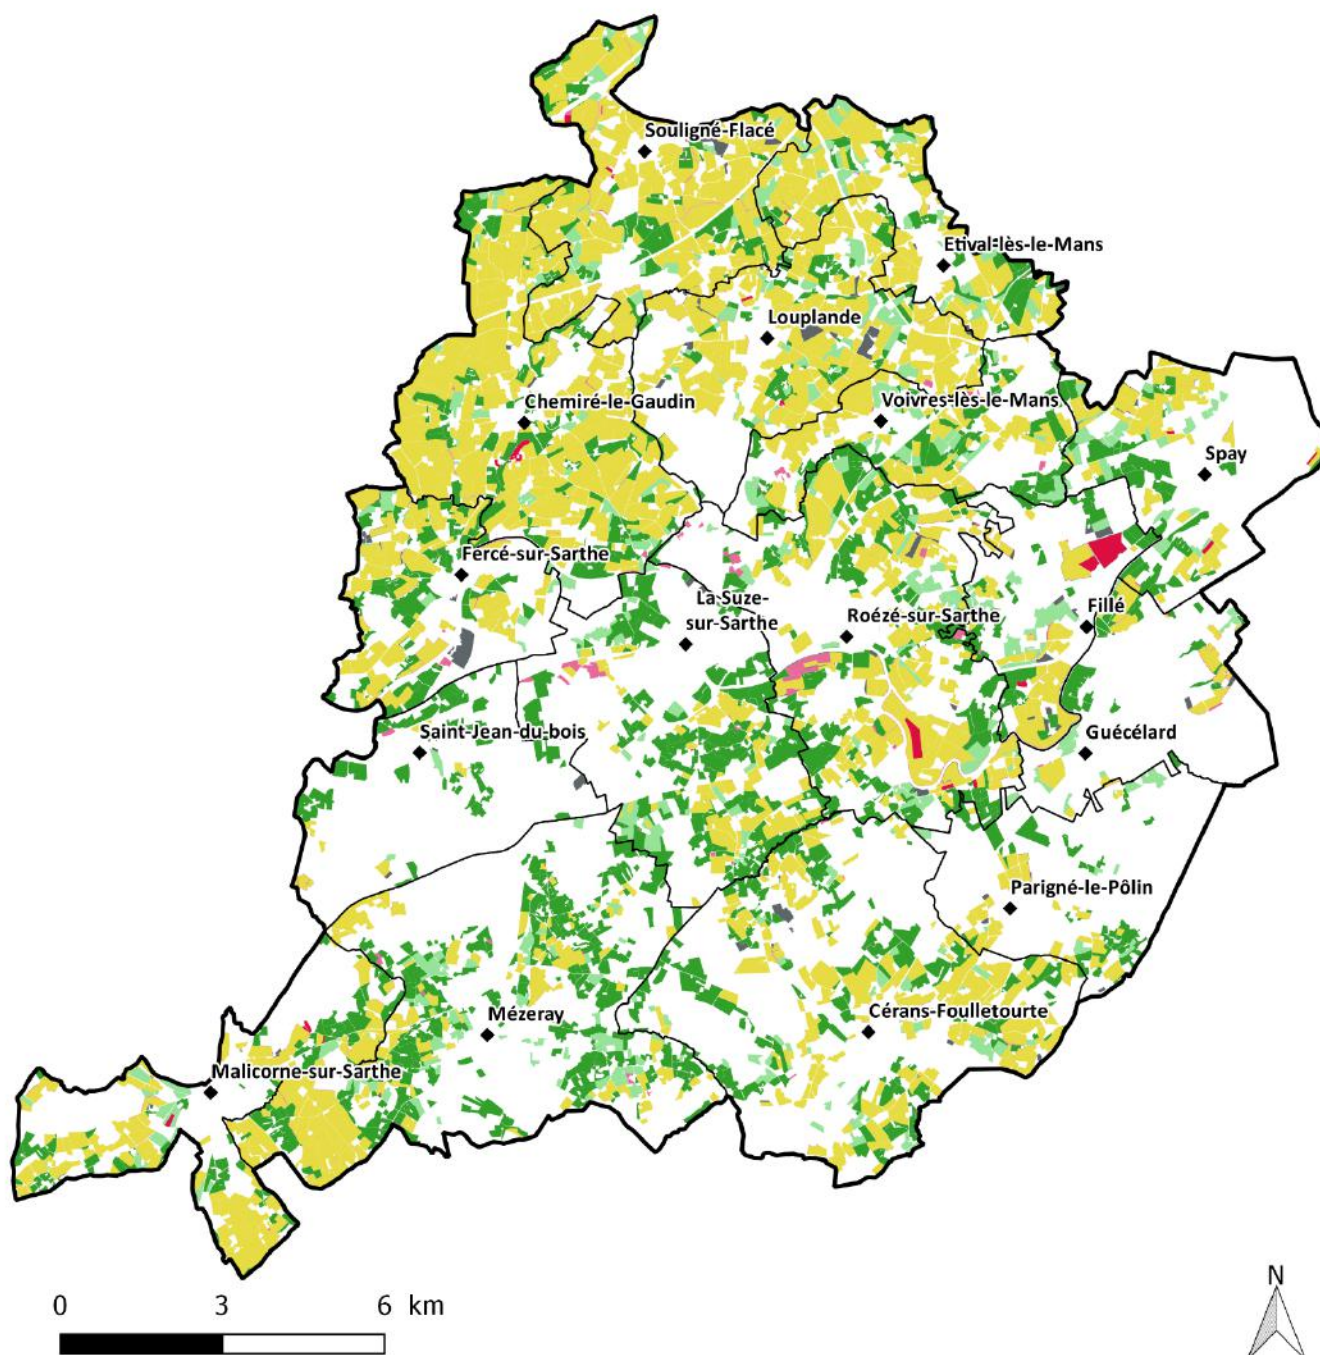 Souligné-Flacé
Etival-lès-le-Mans
Louplande
Chemiré-le-Gaudin
Voivres-lès-le-Mans
Spay
Fercé-sur-Sarthe
La Suze-
sur-Sarthe
Roézé-sur-Sarthe
Fillé
Saint-Jean-du-bois
Guécélard
Parigné-le-Pôlin
Mézeray
Cérans-Foulletourte
Malicorne-sur-Sarthe
0 3 6 km
N